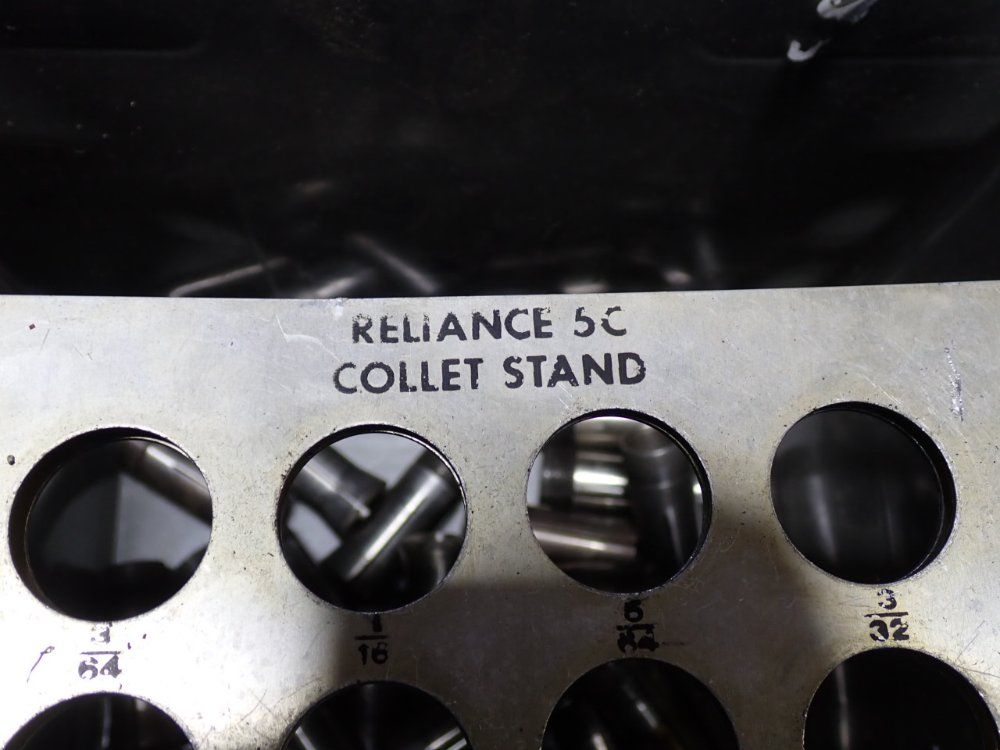 RELIANCE 5C
COLLET STAND
3/64
1/16
5/64
3/32